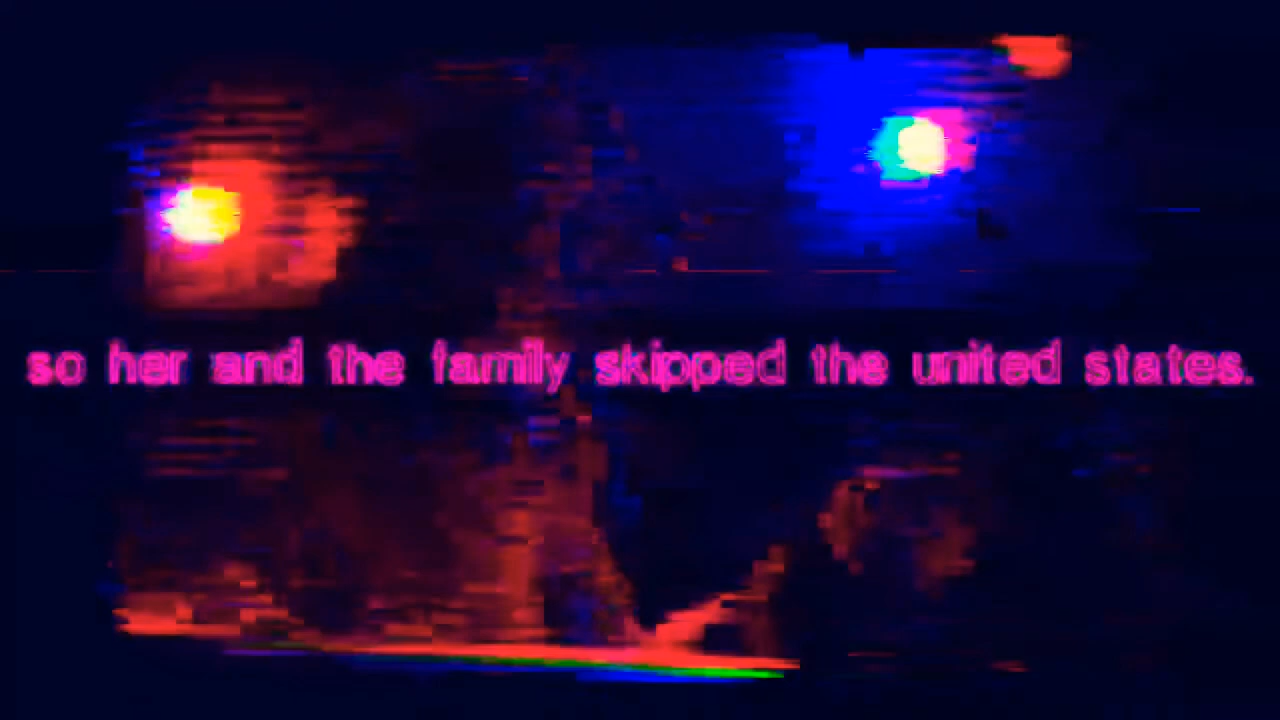 so her and the family skipped the united states.